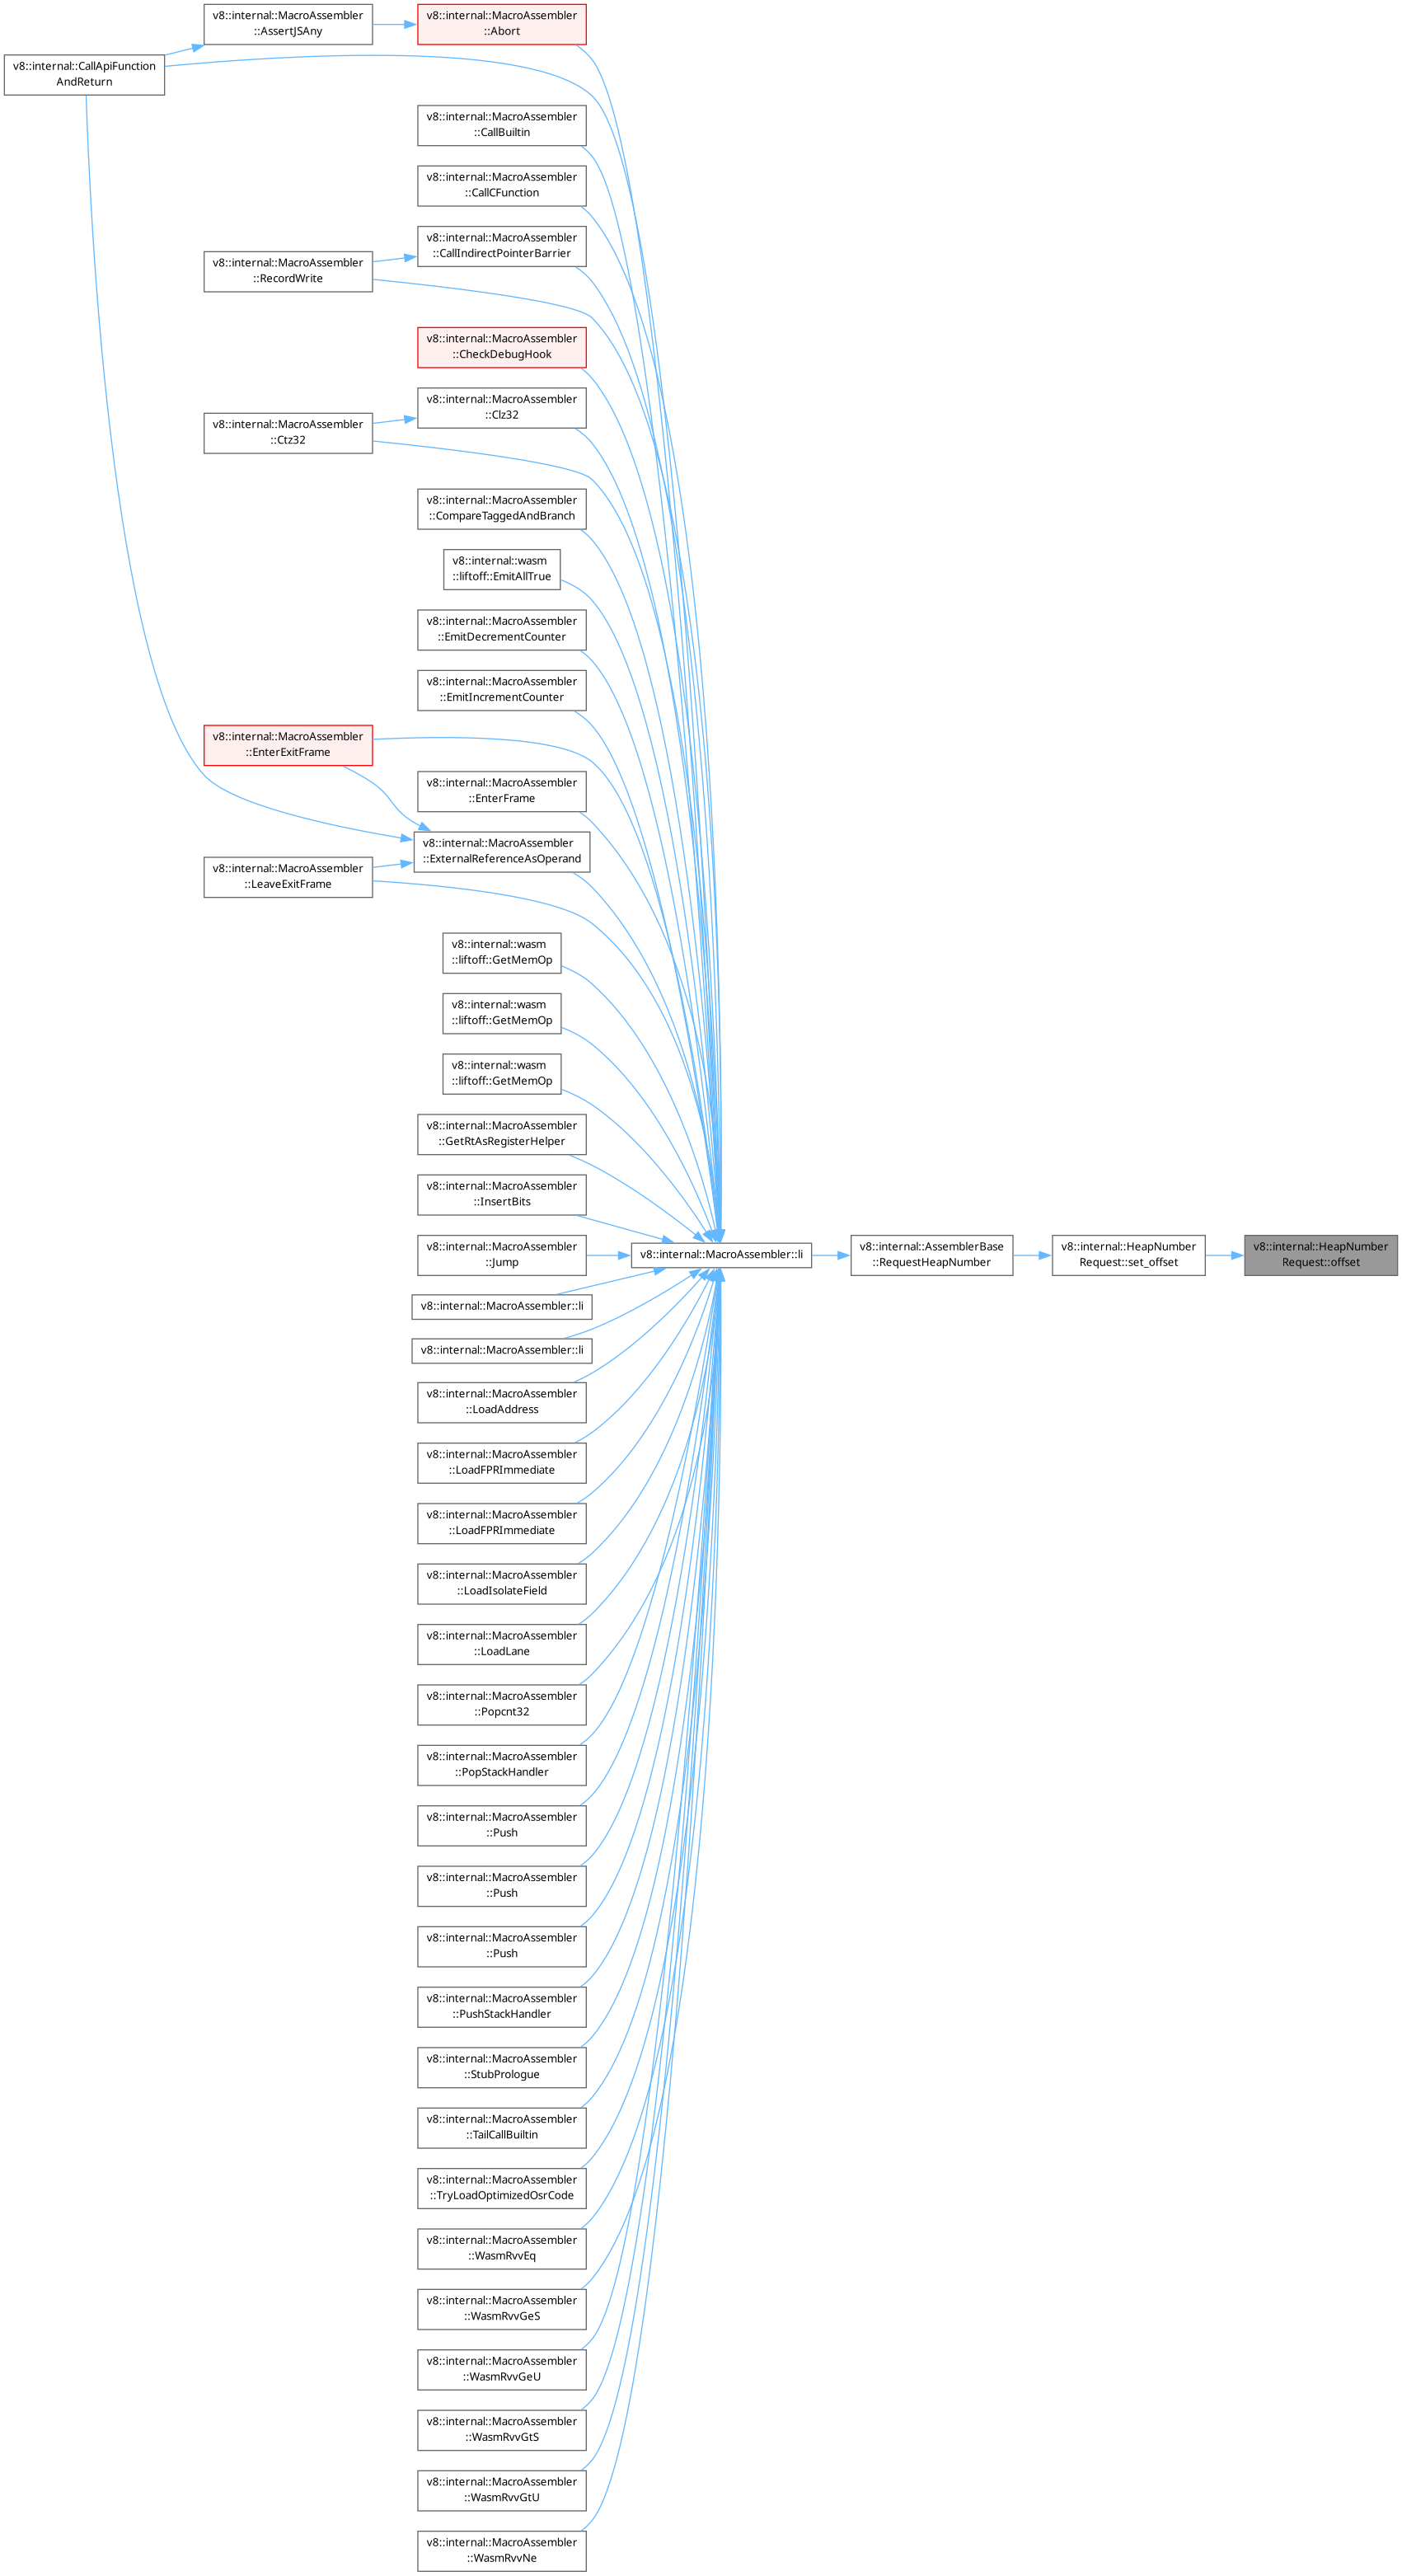 v8::internal::MacroAssembler
::AssertJSAny
v8::internal::MacroAssembler
::Abort
v8::internal::CallApiFunction
AndReturn
v8::internal::MacroAssembler
::CallBuiltin
v8::internal::MacroAssembler
::CallCFunction
v8::internal::MacroAssembler
::CallIndirectPointerBarrier
v8::internal::MacroAssembler
::RecordWrite
v8::internal::MacroAssembler
::CheckDebugHook
v8::internal::MacroAssembler
::Clz32
v8::internal::MacroAssembler
::Ctz32
v8::internal::MacroAssembler
::CompareTaggedAndBranch
v8::internal::wasm
::liftoff::EmitAllTrue
v8::internal::MacroAssembler
::EmitDecrementCounter
v8::internal::MacroAssembler
::EmitIncrementCounter
v8::internal::MacroAssembler
::EnterExitFrame
v8::internal::MacroAssembler
::EnterFrame
v8::internal::MacroAssembler
::ExternalReferenceAsOperand
v8::internal::MacroAssembler
::LeaveExitFrame
v8::internal::wasm
::liftoff::GetMemOp
v8::internal::wasm
::liftoff::GetMemOp
v8::internal::wasm
::liftoff::GetMemOp
v8::internal::MacroAssembler
::GetRtAsRegisterHelper
v8::internal::MacroAssembler
::InsertBits
v8::internal::MacroAssembler
::Jump
v8::internal::MacroAssembler::li
v8::internal::AssemblerBase
::RequestHeapNumber
v8::internal::HeapNumber
Request::set_offset
v8::internal::HeapNumber
Request::offset
v8::internal::MacroAssembler::li
v8::internal::MacroAssembler::li
v8::internal::MacroAssembler
::LoadAddress
v8::internal::MacroAssembler
::LoadFPRImmediate
v8::internal::MacroAssembler
::LoadFPRImmediate
v8::internal::MacroAssembler
::LoadIsolateField
v8::internal::MacroAssembler
::LoadLane
v8::internal::MacroAssembler
::Popcnt32
v8::internal::MacroAssembler
::PopStackHandler
v8::internal::MacroAssembler
::Push
v8::internal::MacroAssembler
::Push
v8::internal::MacroAssembler
::Push
v8::internal::MacroAssembler
::PushStackHandler
v8::internal::MacroAssembler
::StubPrologue
v8::internal::MacroAssembler
::TailCallBuiltin
v8::internal::MacroAssembler
::TryLoadOptimizedOsrCode
v8::internal::MacroAssembler
::WasmRvvEq
v8::internal::MacroAssembler
::WasmRvvGeS
v8::internal::MacroAssembler
::WasmRvvGeU
v8::internal::MacroAssembler
::WasmRvvGtS
v8::internal::MacroAssembler
::WasmRvvGtU
v8::internal::MacroAssembler
::WasmRvvNe